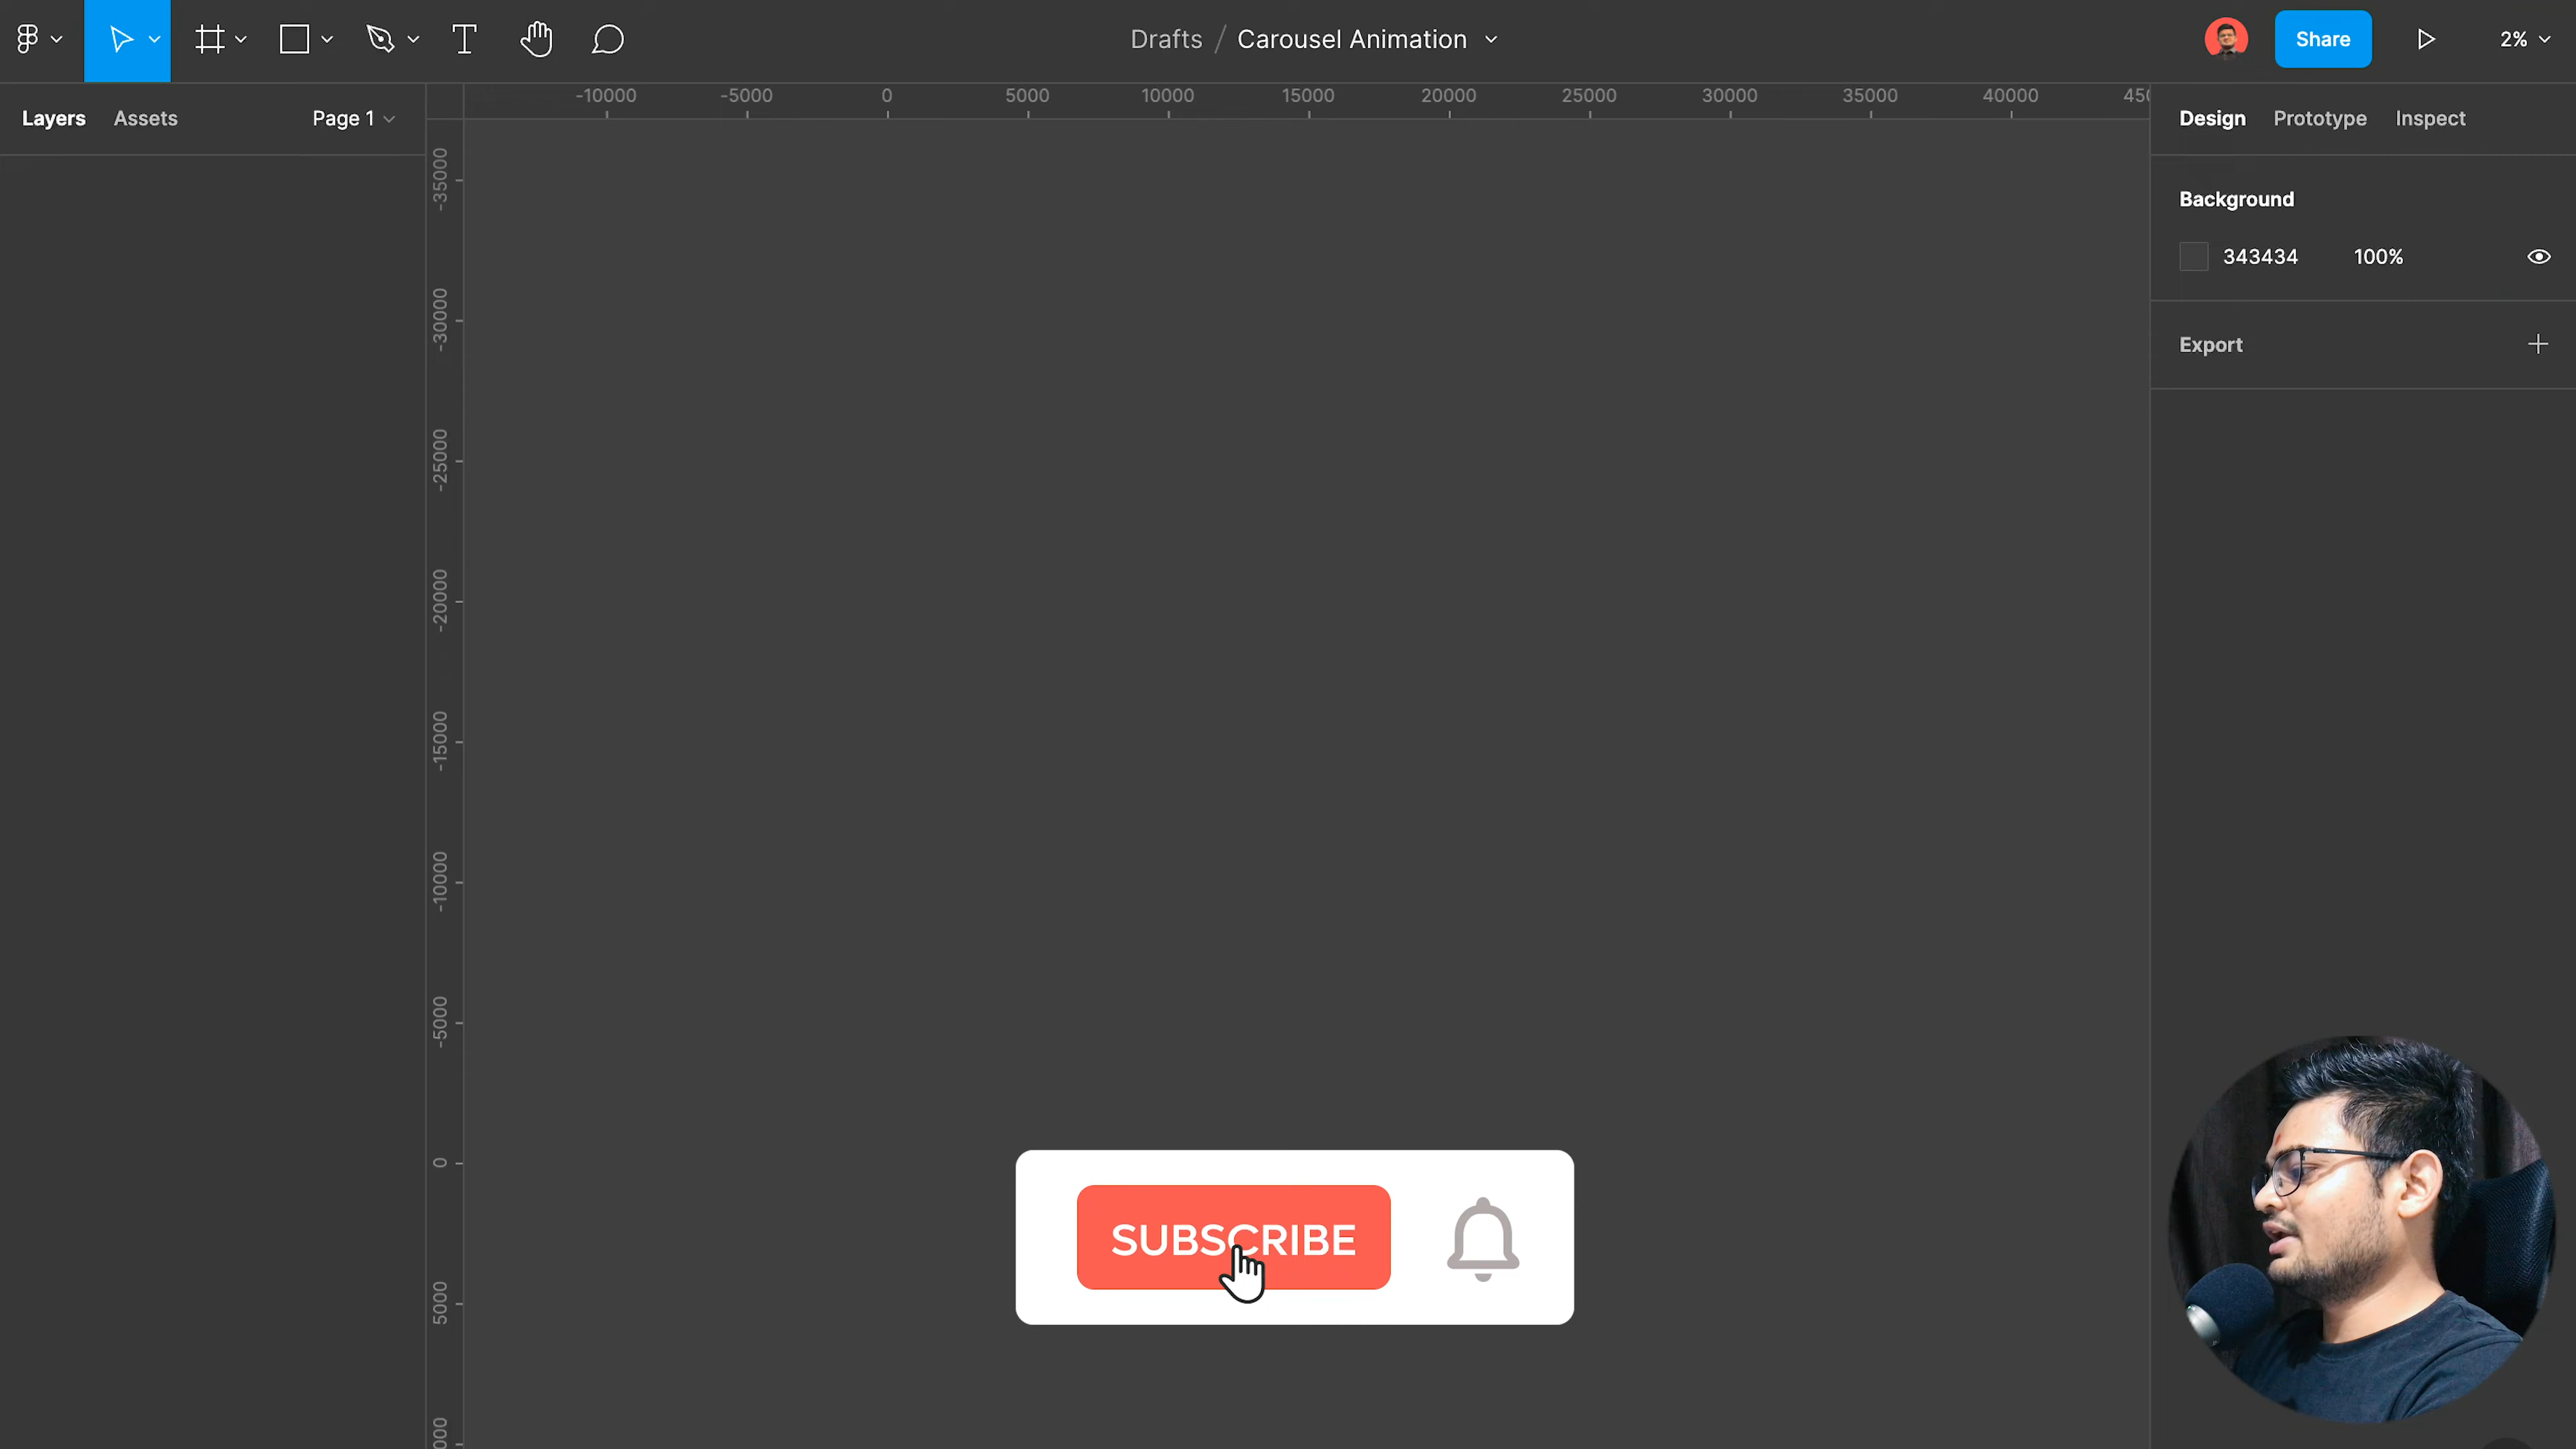 Drafts / Carousel Animation
Share
2%
Layers Assets Page 1
-10000 -5000 0 5000 10000 15000 20000 25000 30000 35000 40000
Design Prototype Inspect
-35000
Background
343434 100%
-30000
Export
-25000
-20000
-15000
-10000
-5000
0
SUBSCRIBE
5000